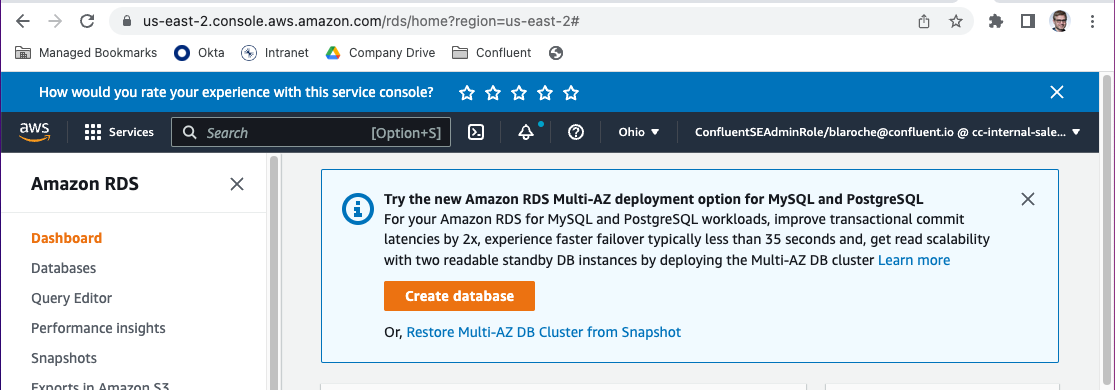 us-east-2.console.aws.amazon.com/rds/home?region=us-east-2#
Managed Bookmarks Okta Intranet Company Drive Confluent
How would you rate your experience with this service console?
aws Services Search [Option+S] Ohio ConfluentSEAdminRole/blaroche@confluent.io @ cc-internal-sale...
Amazon RDS
Dashboard
Databases
Query Editor
Performance insights
Snapshots
Exports in Amazon S3
Try the new Amazon RDS Multi-AZ deployment option for MySQL and PostgreSQL
For your Amazon RDS for MySQL and PostgreSQL workloads, improve transactional commit
latencies by 2x, experience faster failover typically less than 35 seconds and, get read scalability
with two readable standby DB instances by deploying the Multi-AZ DB cluster Learn more
Create database
Or, Restore Multi-AZ DB Cluster from Snapshot